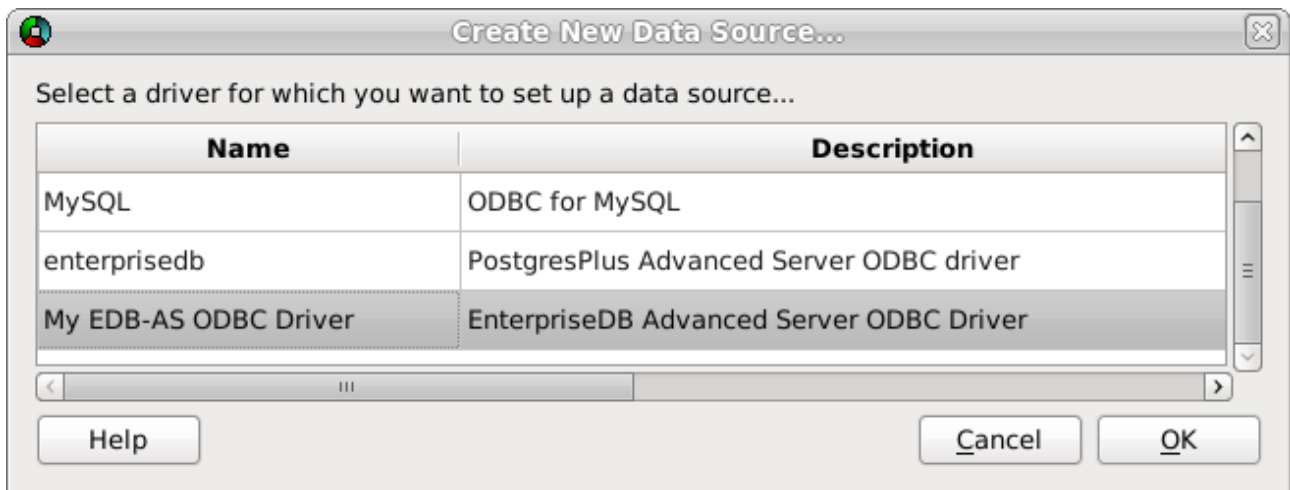 Create New Data Source...
Select a driver for which you want to set up a data source...
Name Description
MySQL ODBC for MySQL
enterprisedb PostgresPlus Advanced Server ODBC driver
My EDB-AS ODBC Driver EnterpriseDB Advanced Server ODBC Driver
Help Cancel OK